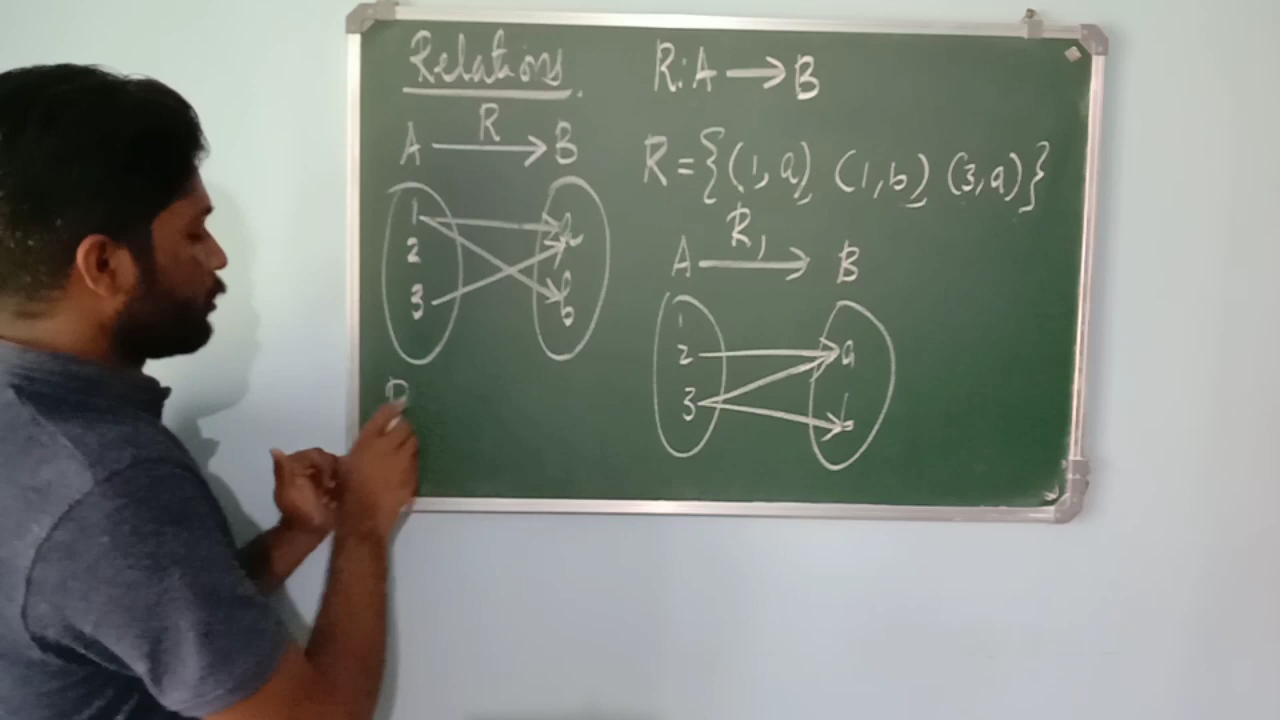 Relations.
R:A → B
A R → B
R = {(1,a), (1,b), (3,a)}
1 a
2
3 b
A R₁ → B
1
2 a
3 b
R